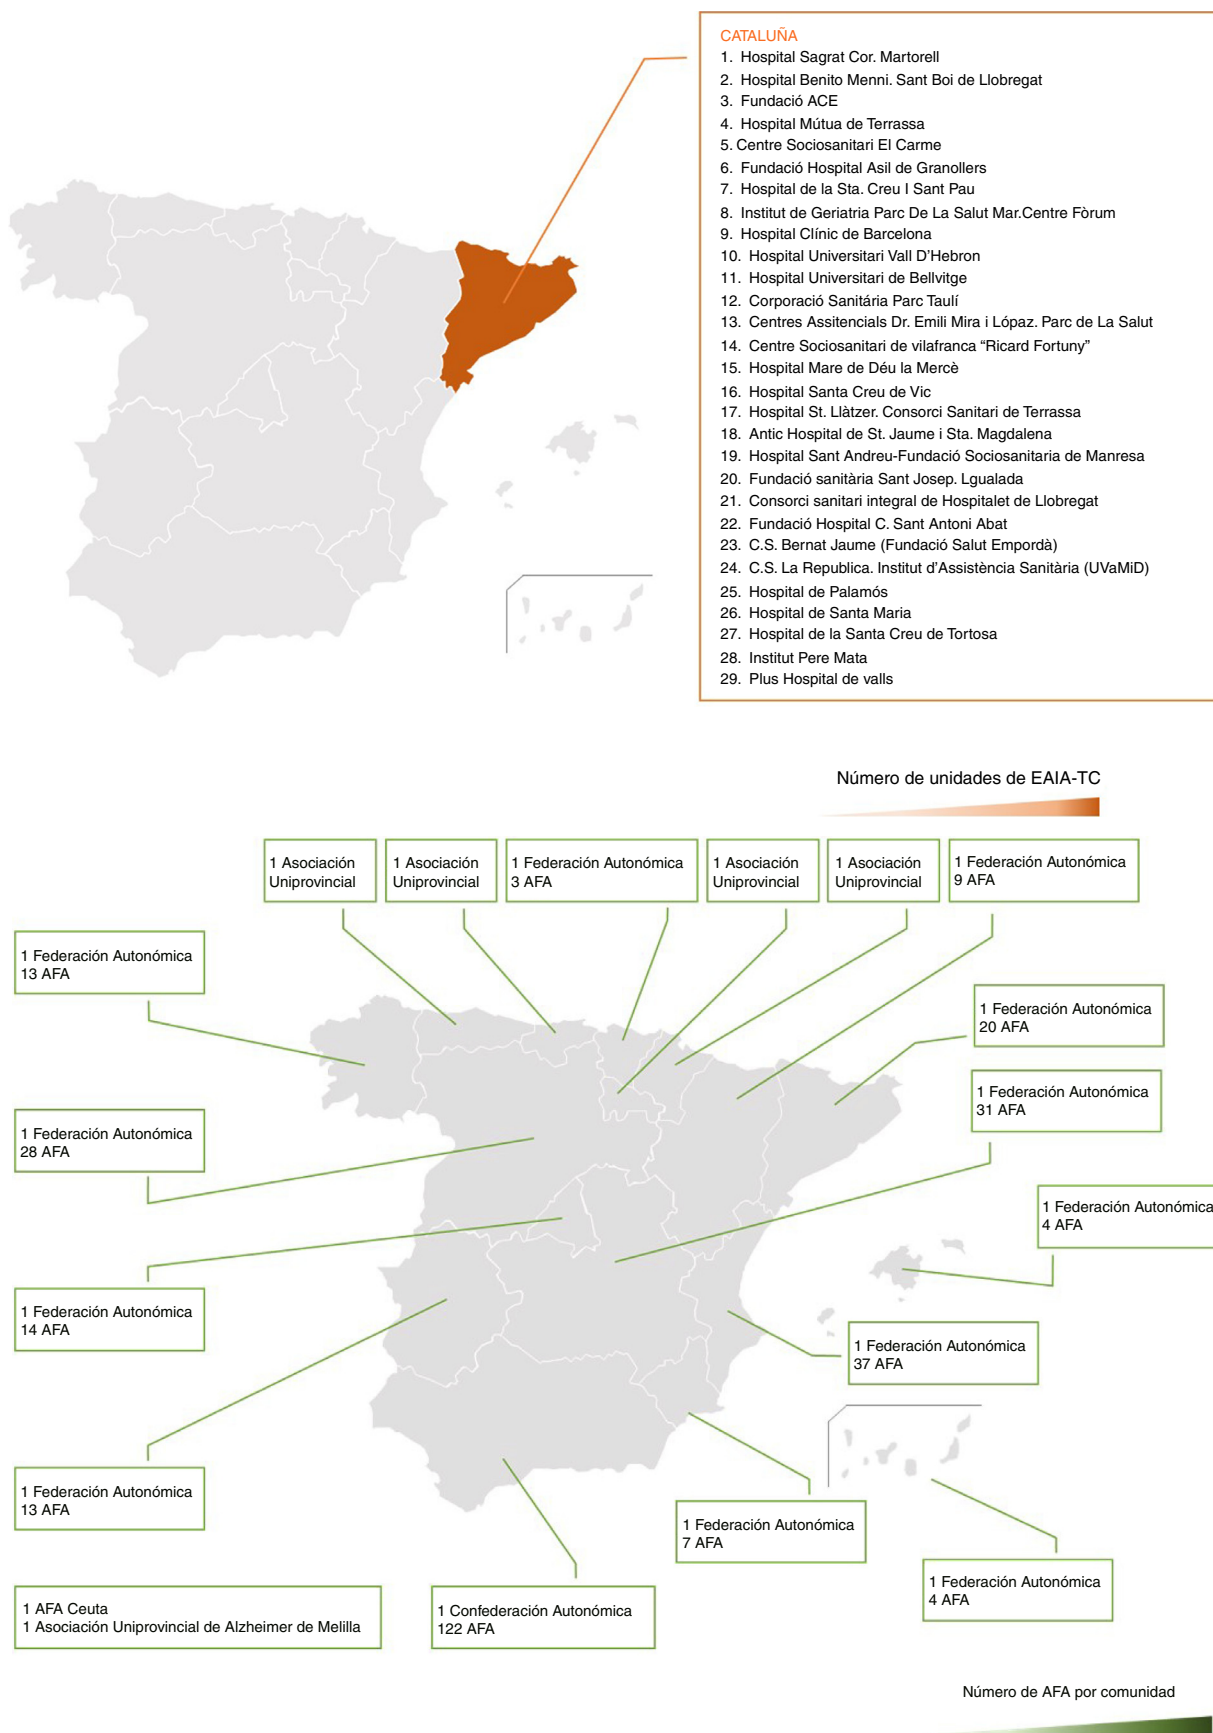 CATALUÑA
1. Hospital Sagrat Cor. Martorell
2. Hospital Benito Menni. Sant Boi de Llobregat
3. Fundació ACE
4. Hospital Mútua de Terrassa
5. Centre Sociosanitari El Carme
6. Fundació Hospital Asil de Granollers
7. Hospital de la Sta. Creu I Sant Pau
8. Institut de Geriatria Parc De La Salut Mar.Centre Fòrum
9. Hospital Clínic de Barcelona
10. Hospital Universitari Vall D’Hebron
11. Hospital Universitari de Bellvitge
12. Corporació Sanitária Parc Taulí
13. Centres Assitencials Dr. Emili Mira i Lópaz. Parc de La Salut
14. Centre Sociosanitari de vilafranca “Ricard Fortuny”
15. Hospital Mare de Déu la Mercè
16. Hospital Santa Creu de Vic
17. Hospital St. Llàtzer. Consorci Sanitari de Terrassa
18. Antic Hospital de St. Jaume i Sta. Magdalena
19. Hospital Sant Andreu-Fundació Sociosanitaria de Manresa
20. Fundació sanitària Sant Josep. Lgualada
21. Consorci sanitari integral de Hospitalet de Llobregat
22. Fundació Hospital C. Sant Antoni Abat
23. C.S. Bernat Jaume (Fundació Salut Empordà)
24. C.S. La Republica. Institut d’Assistència Sanitària (UVaMiD)
25. Hospital de Palamós
26. Hospital de Santa Maria
27. Hospital de la Santa Creu de Tortosa
28. Institut Pere Mata
29. Plus Hospital de valls
Número de unidades de EAIA-TC
1 Asociación
Uniprovincial
1 Asociación
Uniprovincial
1 Federación Autonómica
3 AFA
1 Asociación
Uniprovincial
1 Asociación
Uniprovincial
1 Federación Autonómica
9 AFA
1 Federación Autonómica
13 AFA
1 Federación Autonómica
20 AFA
1 Federación Autonómica
31 AFA
1 Federación Autonómica
28 AFA
1 Federación Autonómica
4 AFA
1 Federación Autonómica
14 AFA
1 Federación Autonómica
37 AFA
1 Federación Autonómica
13 AFA
1 Federación Autonómica
7 AFA
1 Federación Autonómica
4 AFA
1 AFA Ceuta
1 Asociación Uniprovincial de Alzheimer de Melilla
1 Confederación Autonómica
122 AFA
Número de AFA por comunidad